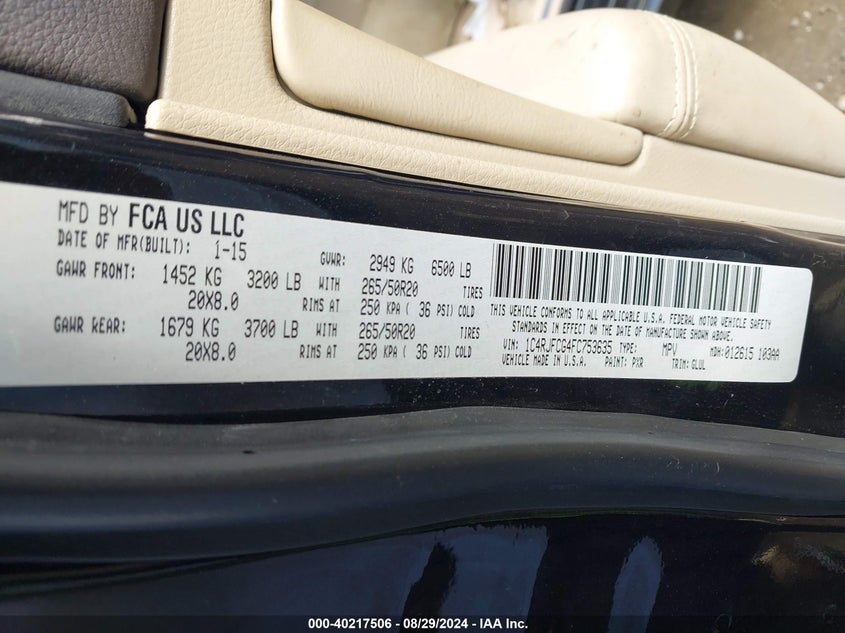 MFD BY FCA US LLC
DATE OF MFR(BUILT): 1-15 GVWR: 2949 KG 6500 LB
GAWR FRONT: 1452 KG 3200 LB WITH 265/50R20 TIRES
20X8.0 RIMS AT 250 KPA( 36 PSI) COLD
GAWR REAR: 1679 KG 3700 LB WITH 265/50R20 TIRES
20X8.0 RIMS AT 250 KPA( 36 PSI) COLD
THIS VEHICLE CONFORMS TO ALL APPLICABLE U.S.A. FEDERAL MOTOR VEHICLE SAFETY
STANDARDS IN EFFECT ON THE DATE OF MANUFACTURE SHOWN ABOVE.
VIN: 1C4RJFCG4FC753635 TYPE: MPV MDH:012615 103AA
VEHICLE MADE IN U.S.A. PAINT: PXR TRIM: GLUL
000-40217506 - 08/29/2024 - IAA Inc.